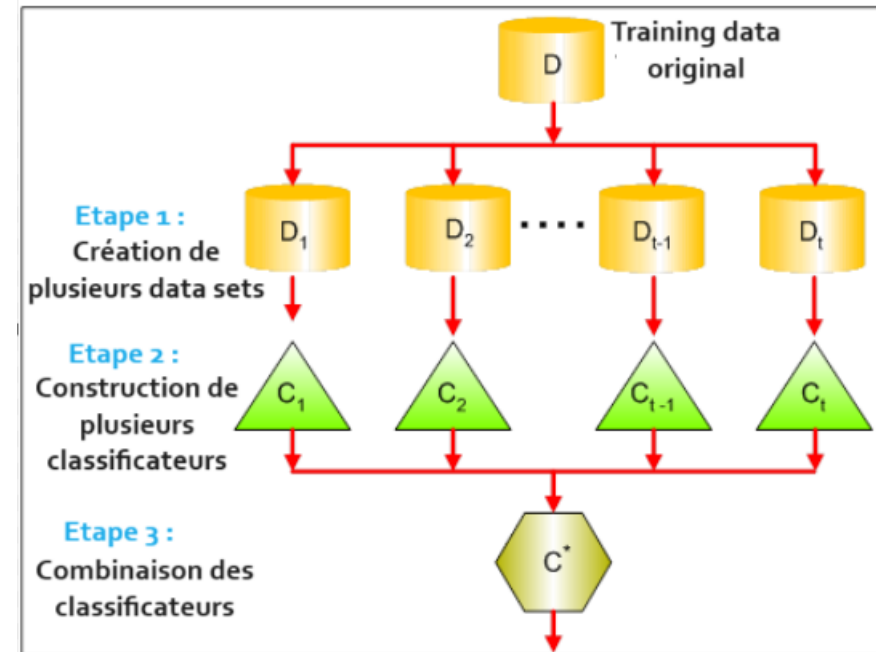 Training data
original
D
Etape 1 :
Création de
plusieurs data sets
D1
D2
....
Dt-1
Dt
Etape 2 :
Construction de
plusieurs
classificateurs
C1
C2
Ct-1
Ct
Etape 3 :
Combinaison des
classificateurs
C*